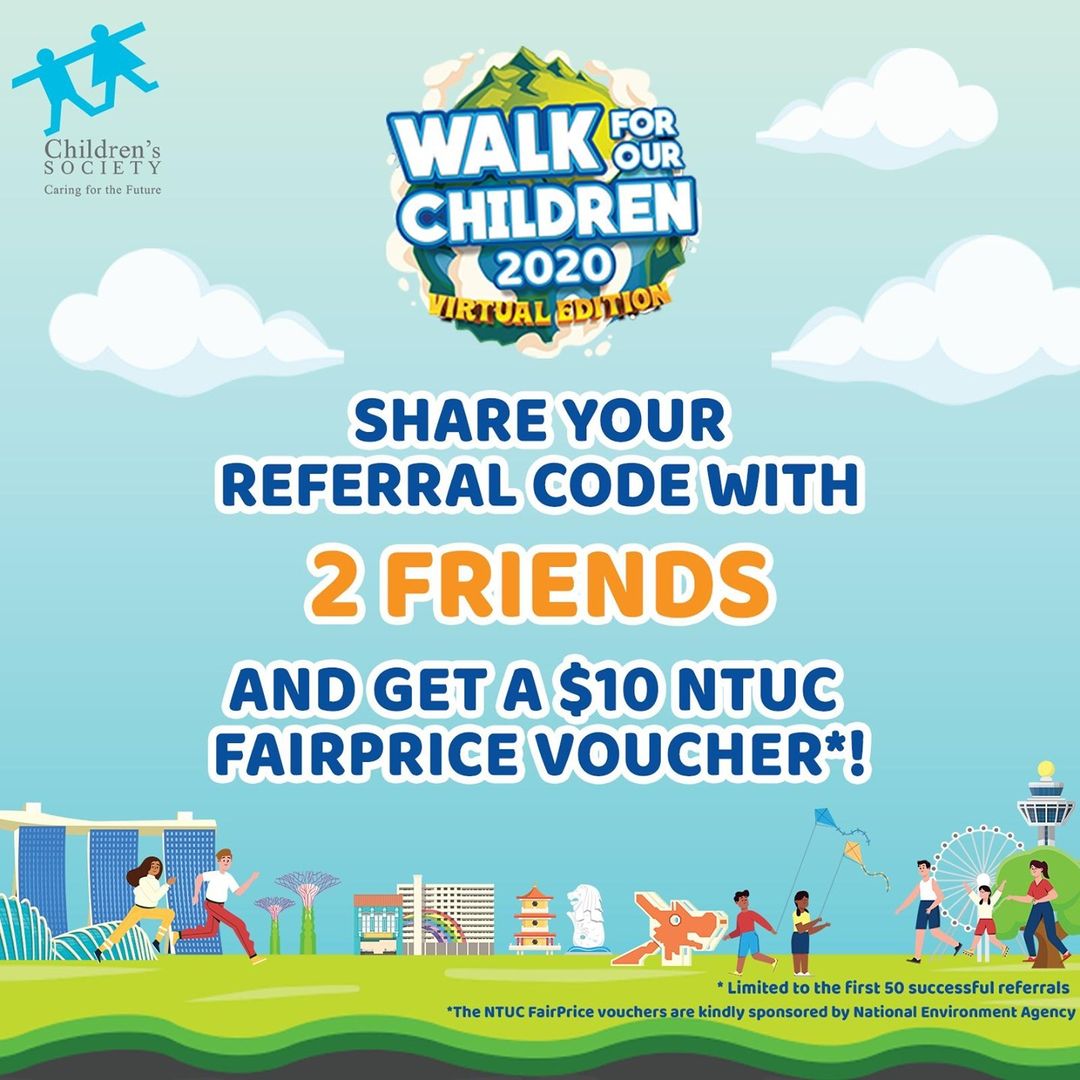 Children's
SOCIETY
Caring for the Future
WALK FOR OUR
CHILDREN
2020
VIRTUAL EDITION
SHARE YOUR
REFERRAL CODE WITH
2 FRIENDS
AND GET A $10 NTUC
FAIRPRICE VOUCHER*!
* Limited to the first 50 successful referrals
*The NTUC FairPrice vouchers are kindly sponsored by National Environment Agency